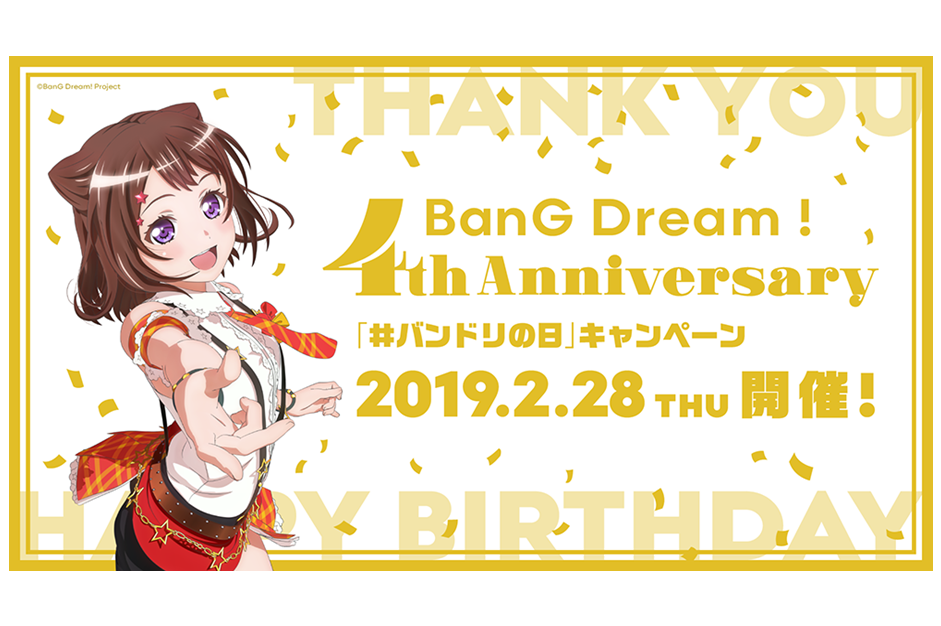 ©BanG Dream! Project
THANK YOU
BanG Dream!
4th Anniversary
「#バンドリの日」キャンペーン
2019.2.28 THU 開催!
HAPPY BIRTHDAY